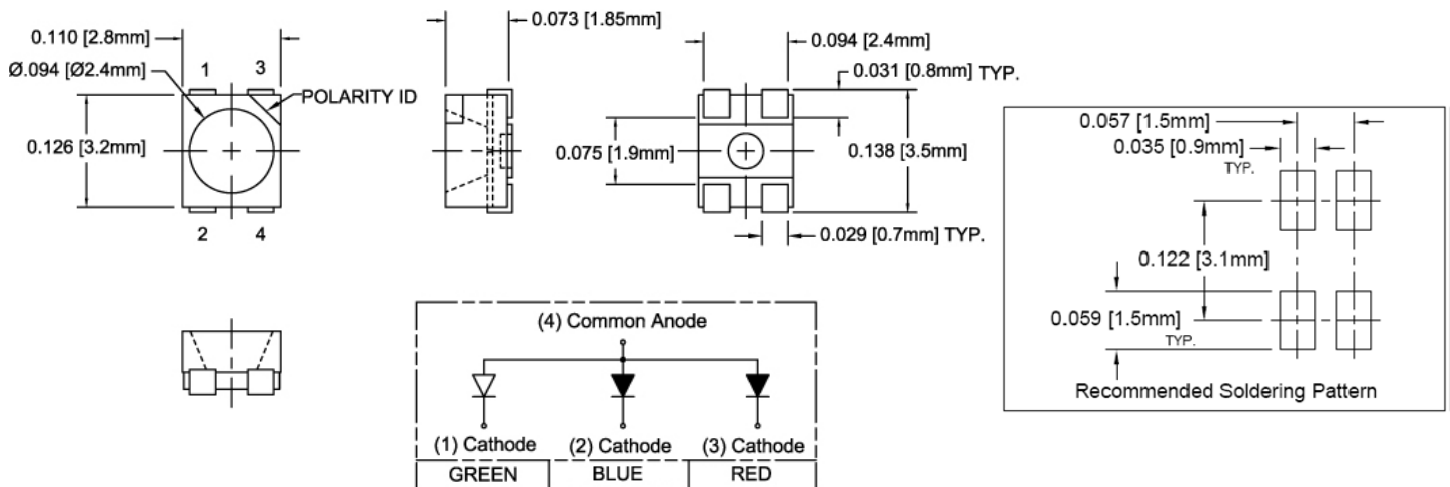 0.110 [2.8mm]
Ø.094 [Ø2.4mm]
1
3
POLARITY ID
0.126 [3.2mm]
2
4
0.073 [1.85mm]
0.094 [2.4mm]
0.031 [0.8mm] TYP.
0.075 [1.9mm]
0.138 [3.5mm]
0.029 [0.7mm] TYP.
0.057 [1.5mm]
0.035 [0.9mm]
TYP.
0.122 [3.1mm]
0.059 [1.5mm]
TYP.
Recommended Soldering Pattern
(4) Common Anode
(1) Cathode
(2) Cathode
(3) Cathode
GREEN
BLUE
RED